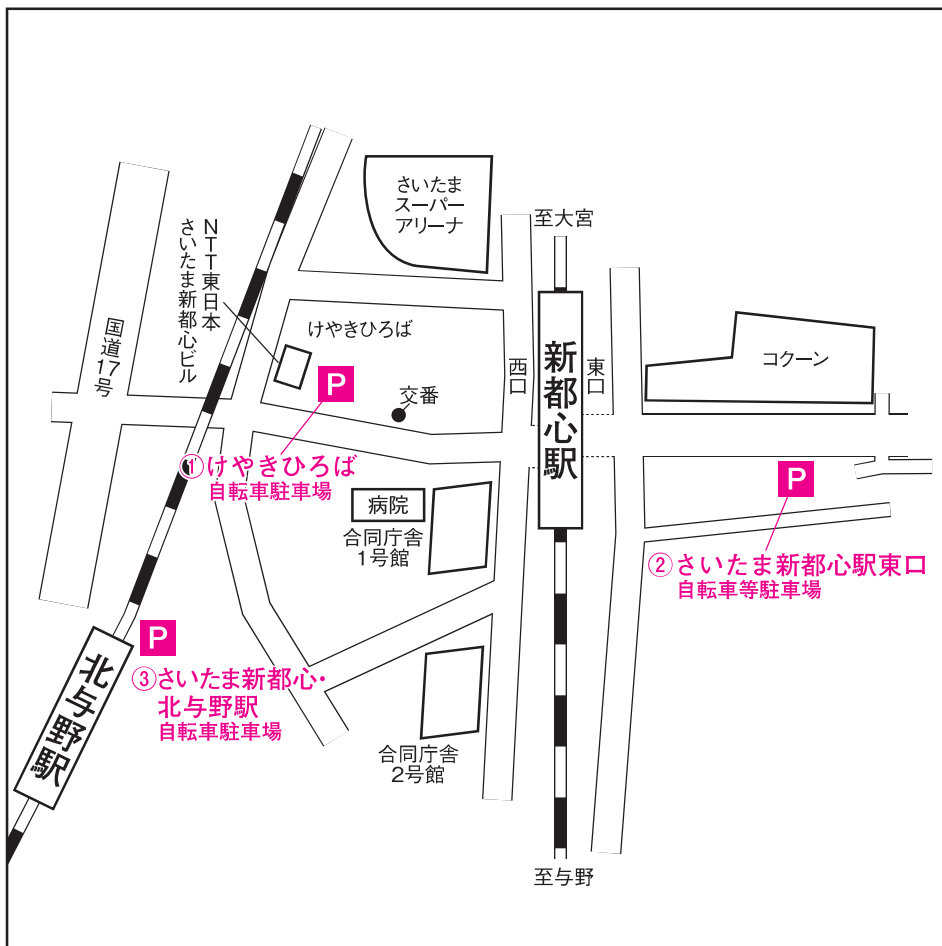 さいたま
スーパー
アリーナ
至大宮
NTT東日本
さいたま新都心ビル
国道17号
けやきひろば
P
交番
西口
新都心駅
東口
コクーン
①けやきひろば
自転車駐車場
病院
合同庁舎
1号館
P
②さいたま新都心駅東口
自転車等駐車場
P
③さいたま新都心・
北与野駅
自転車駐車場
北与野駅
合同庁舎
2号館
至与野